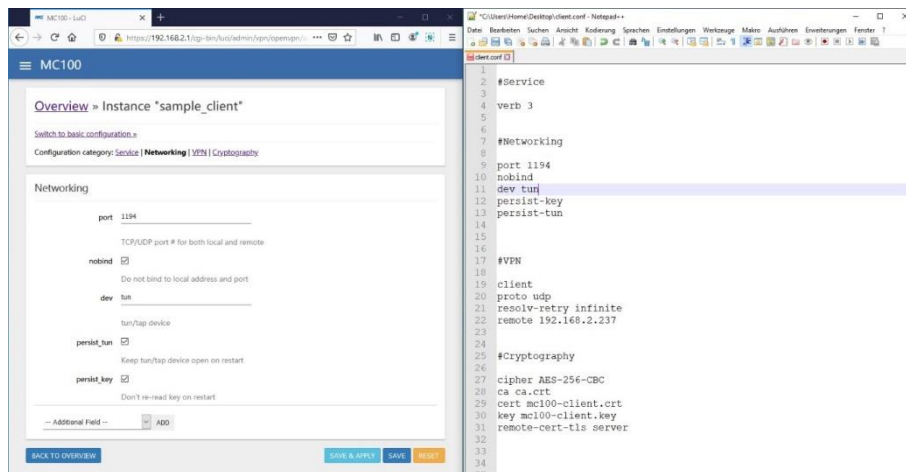 MC100 - LuCI
https://192.168.2.1/cgi-bin/luci/admin/vpn/openvpn/
MC100
Overview » Instance "sample_client"
Switch to basic configuration »
Configuration category: Service | Networking | VPN | Cryptography
Networking
port 1194
TCP/UDP port # for both local and remote
nobind
Do not bind to local address and port
dev tun
tun/tap device
persist_tun
Keep tun/tap device open on restart
persist_key
Don't re-read key on restart
-- Additional Field -- ADD
BACK TO OVERVIEW SAVE & APPLY SAVE RESET
*C:\Users\Home\Desktop\client.conf - Notepad++
Datei Bearbeiten Suchen Ansicht Kodierung Sprachen Einstellungen Werkzeuge Makro Ausführen Erweiterungen Fenster ?
client.conf
1
2 #Service
3
4 verb 3
5
6
7 #Networking
8
9 port 1194
10 nobind
11 dev tun
12 persist-key
13 persist-tun
14
15
16
17 #VPN
18
19 client
20 proto udp
21 resolv-retry infinite
22 remote 192.168.2.237
23
24
25 #Cryptography
26
27 cipher AES-256-CBC
28 ca ca.crt
29 cert mc100-client.crt
30 key mc100-client.key
31 remote-cert-tls server
32
33
34